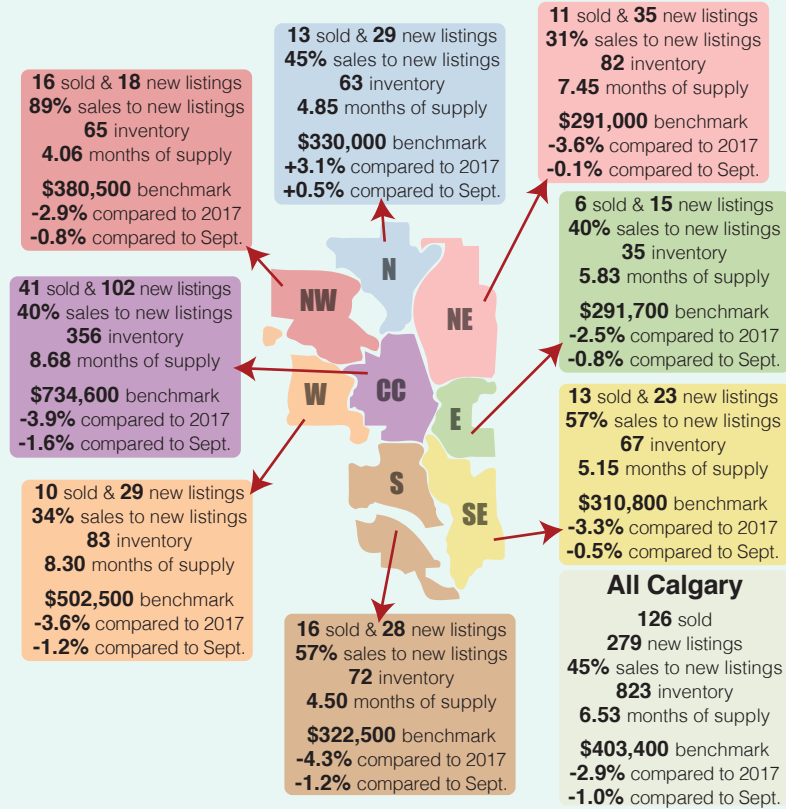 16 sold & 18 new listings
89% sales to new listings
65 inventory
4.06 months of supply
$380,500 benchmark
-2.9% compared to 2017
-0.8% compared to Sept.
13 sold & 29 new listings
45% sales to new listings
63 inventory
4.85 months of supply
$330,000 benchmark
+3.1% compared to 2017
+0.5% compared to Sept.
11 sold & 35 new listings
31% sales to new listings
82 inventory
7.45 months of supply
$291,000 benchmark
-3.6% compared to 2017
-0.1% compared to Sept.
6 sold & 15 new listings
40% sales to new listings
35 inventory
5.83 months of supply
$291,700 benchmark
-2.5% compared to 2017
-0.8% compared to Sept.
41 sold & 102 new listings
40% sales to new listings
356 inventory
8.68 months of supply
$734,600 benchmark
-3.9% compared to 2017
-1.6% compared to Sept.
N
NW
NE
W
CC
E
S
SE
13 sold & 23 new listings
57% sales to new listings
67 inventory
5.15 months of supply
$310,800 benchmark
-3.3% compared to 2017
-0.5% compared to Sept.
10 sold & 29 new listings
34% sales to new listings
83 inventory
8.30 months of supply
$502,500 benchmark
-3.6% compared to 2017
-1.2% compared to Sept.
16 sold & 28 new listings
57% sales to new listings
72 inventory
4.50 months of supply
$322,500 benchmark
-4.3% compared to 2017
-1.2% compared to Sept.
All Calgary
126 sold
279 new listings
45% sales to new listings
823 inventory
6.53 months of supply
$403,400 benchmark
-2.9% compared to 2017
-1.0% compared to Sept.